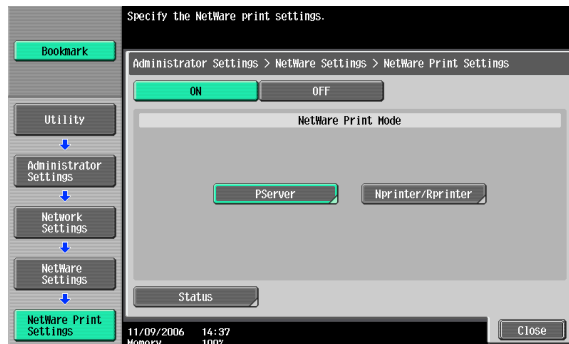 Specify the NetWare print settings.
Bookmark
Administrator Settings > NetWare Settings > NetWare Print Settings
ON
OFF
NetWare Print Mode
Utility
Administrator
Settings
Network
Settings
NetWare
Settings
NetWare Print
Settings
PServer
Nprinter/Rprinter
Status
11/09/2006 14:37
Memory 100%
Close